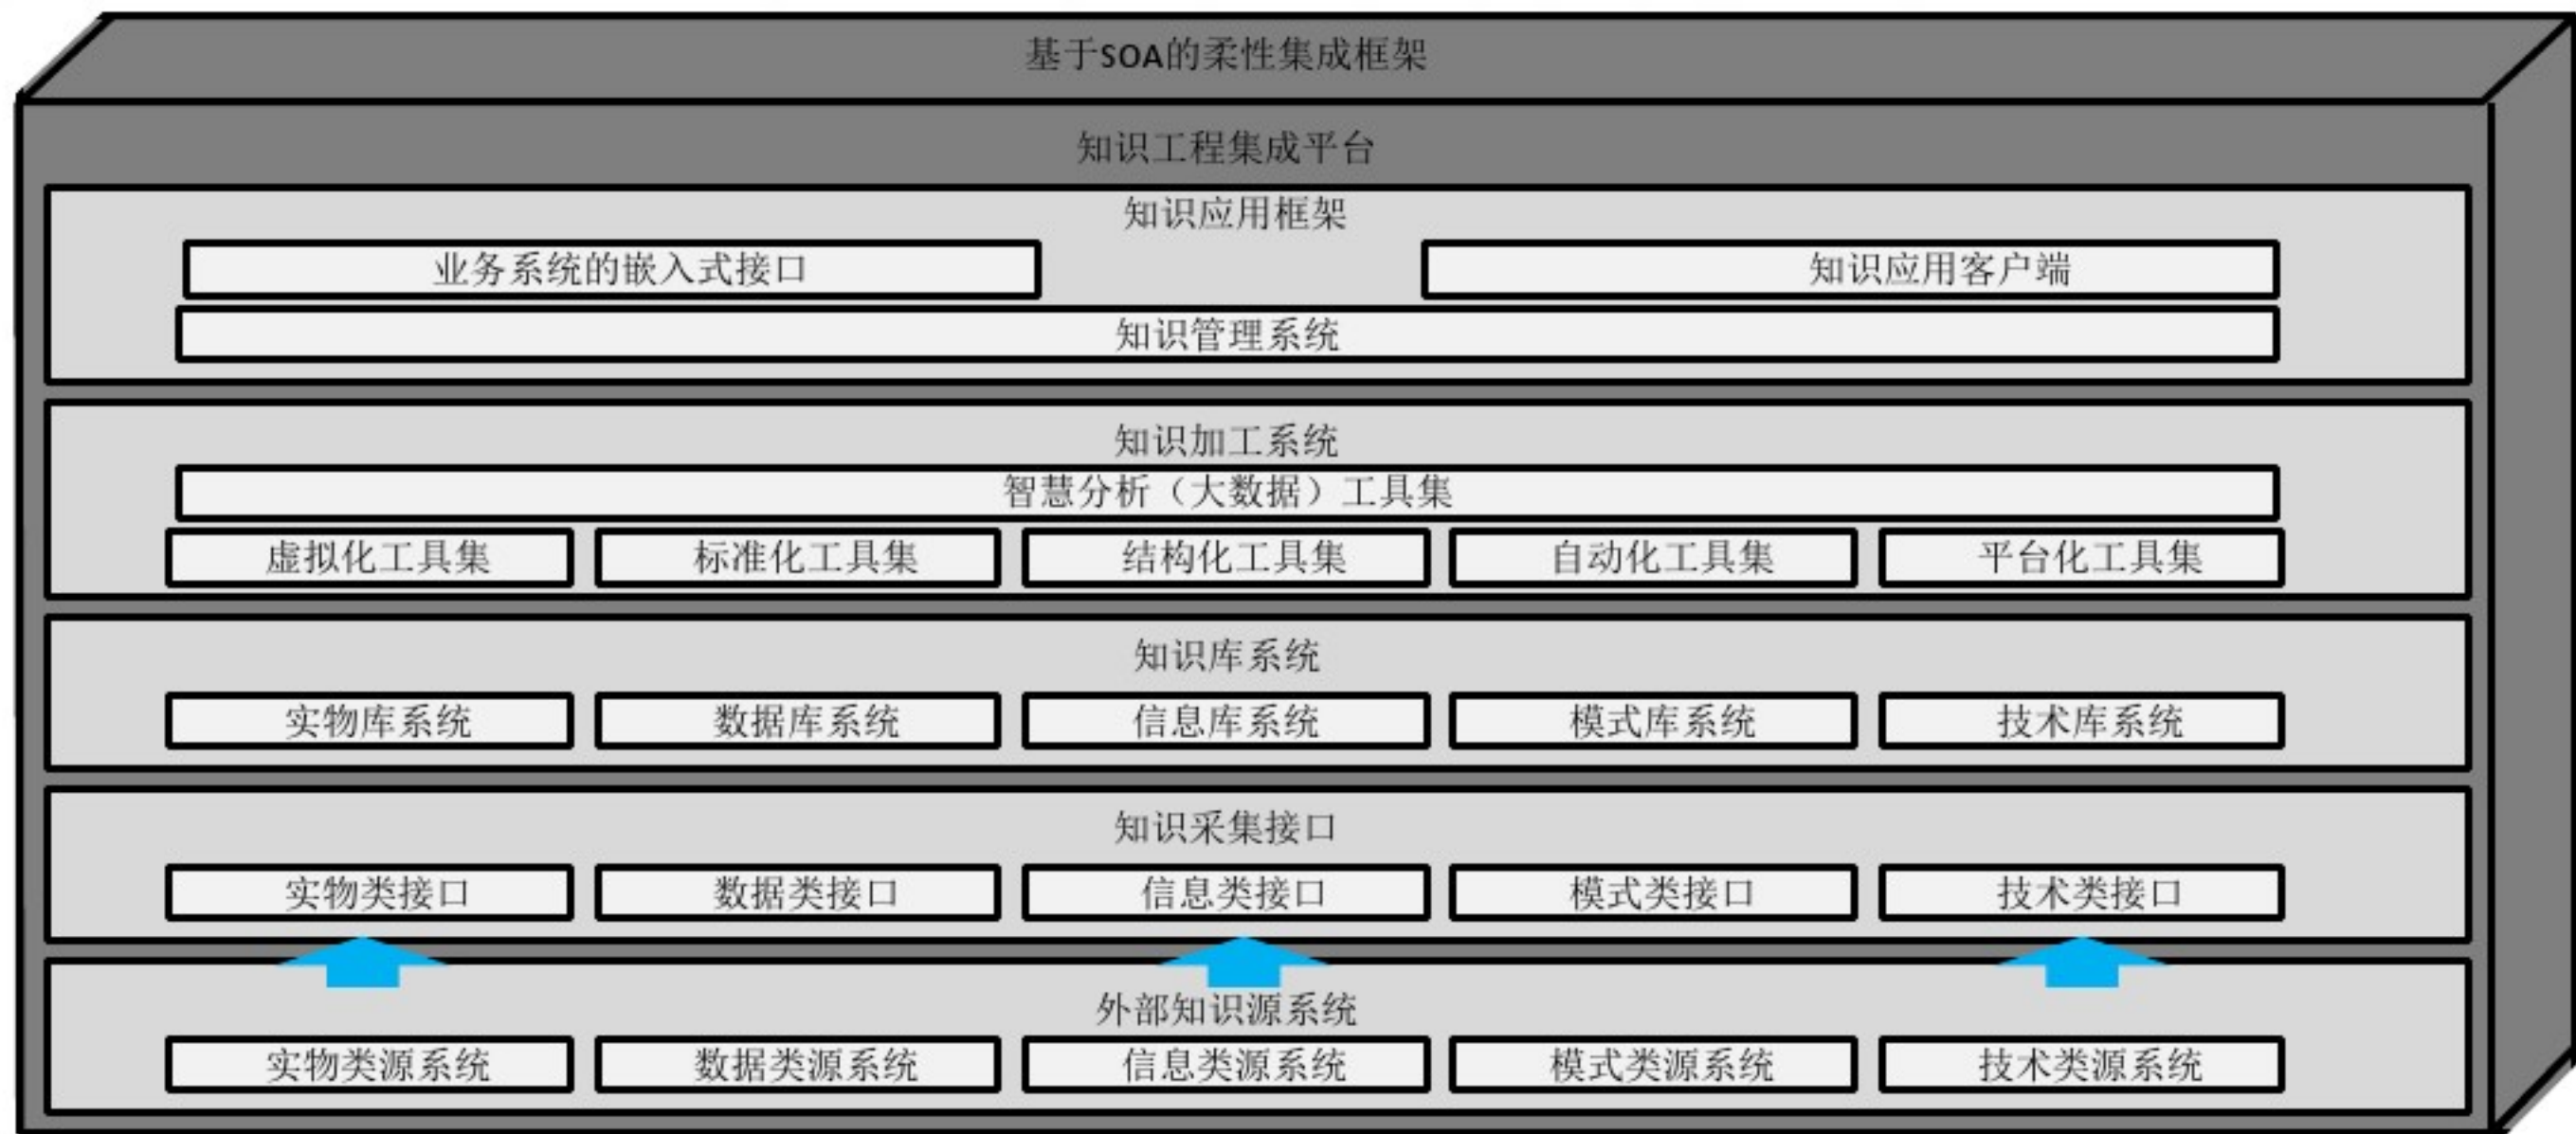 基于SOA的柔性集成框架
知识工程集成平台
知识应用框架
业务系统的嵌入式接口
知识应用客户端
知识管理系统
知识加工系统
智慧分析（大数据）工具集
虚拟化工具集
标准化工具集
结构化工具集
自动化工具集
平台化工具集
知识库系统
实物库系统
数据库系统
信息库系统
模式库系统
技术库系统
知识采集接口
实物类接口
数据类接口
信息类接口
模式类接口
技术类接口
外部知识源系统
实物类源系统
数据类源系统
信息类源系统
模式类源系统
技术类源系统